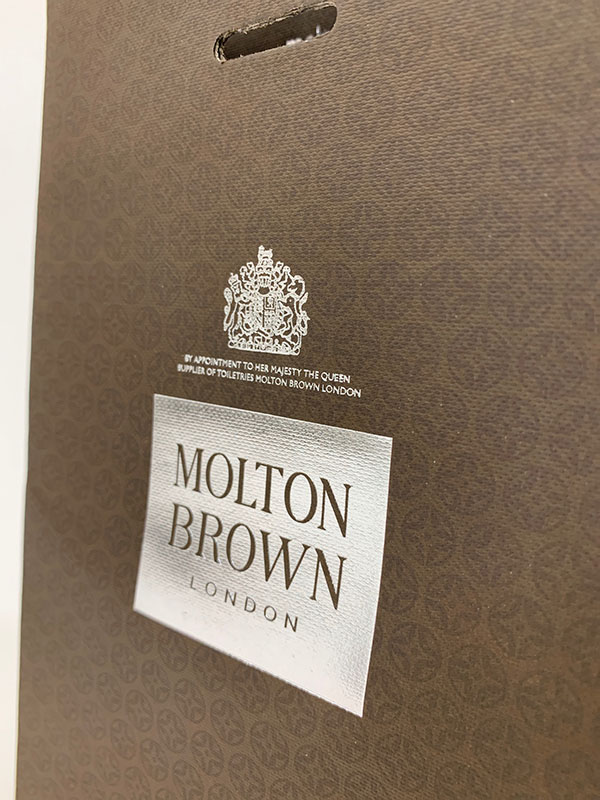 BY APPOINTMENT TO HER MAJESTY THE QUEEN
SUPPLIER OF TOILETRIES MOLTON BROWN LONDON
MOLTON
BROWN
LONDON